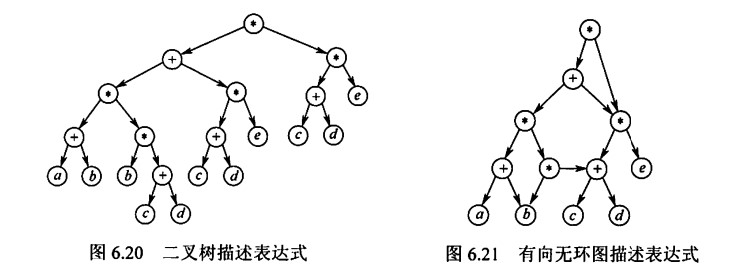 *
+ *
* * + e
+ * + e c d
a b b + c d
c d
图 6.20 二叉树描述表达式
*
+
* *
+ * + e
a b c d
图 6.21 有向无环图描述表达式